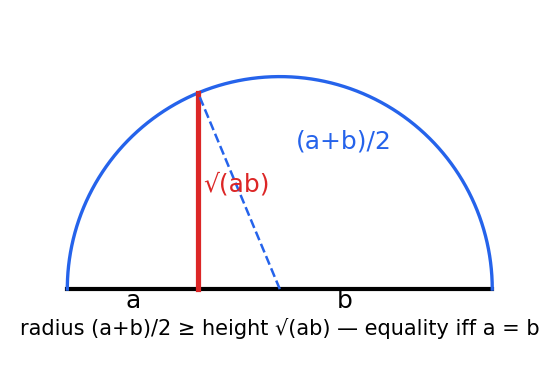 (a+b)/2
√(ab)
a b
radius (a+b)/2 ≥ height √(ab) — equality iff a = b